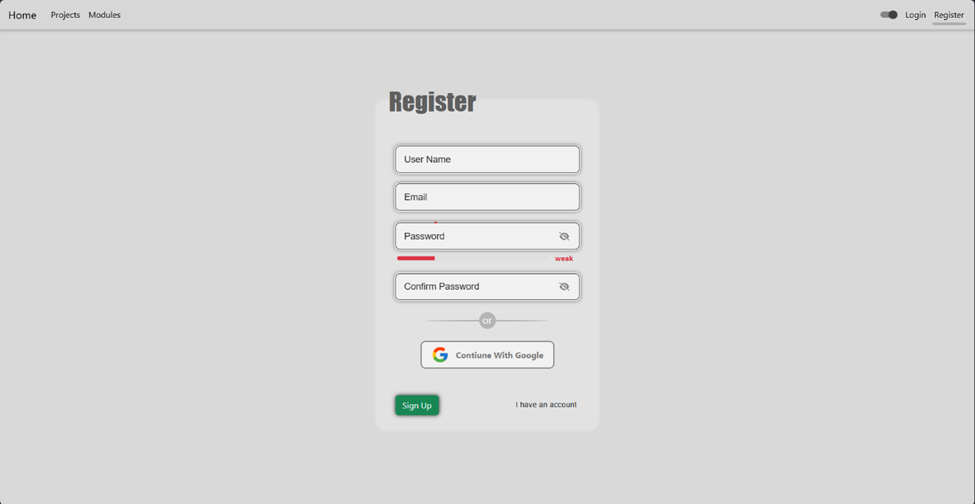 Home Projects Modules Login Register
Register
User Name
Email
Password
weak
Confirm Password
or
Contiune With Google
Sign Up I have an account